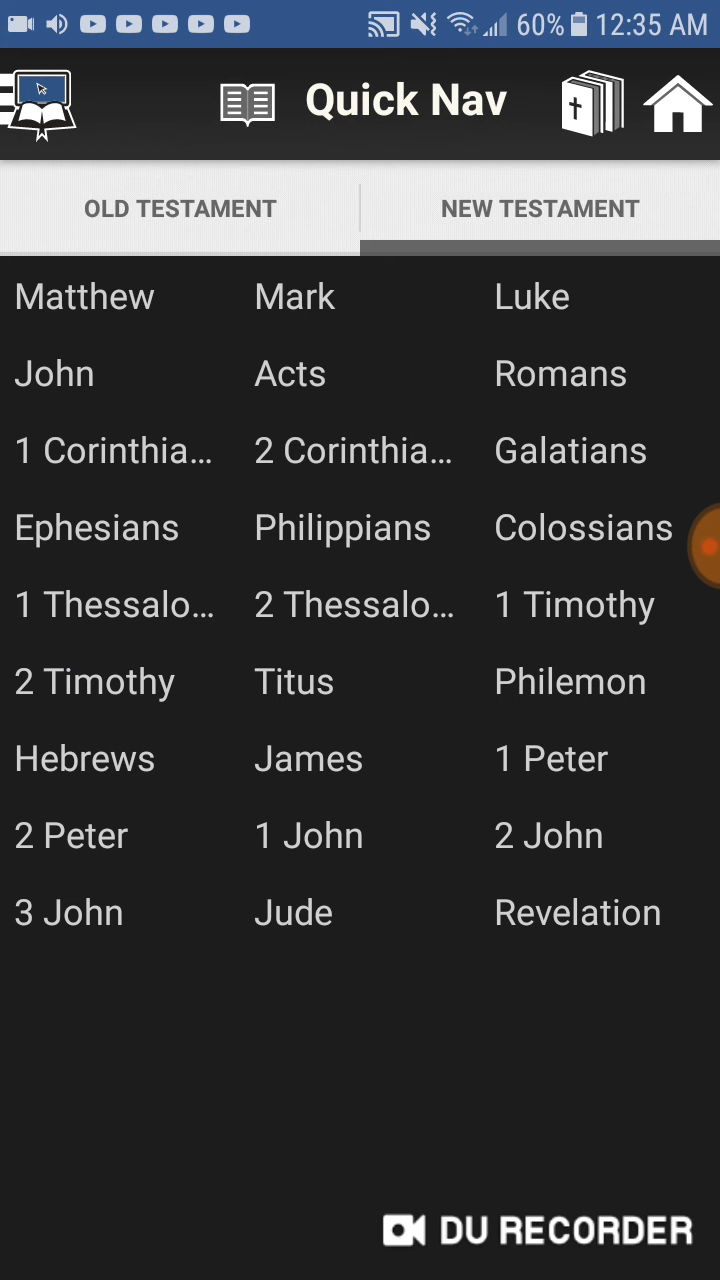 60% 12:35 AM
Quick Nav
OLD TESTAMENT NEW TESTAMENT
Matthew Mark Luke
John Acts Romans
1 Corinthia... 2 Corinthia... Galatians
Ephesians Philippians Colossians
1 Thessalo... 2 Thessalo... 1 Timothy
2 Timothy Titus Philemon
Hebrews James 1 Peter
2 Peter 1 John 2 John
3 John Jude Revelation
DU RECORDER